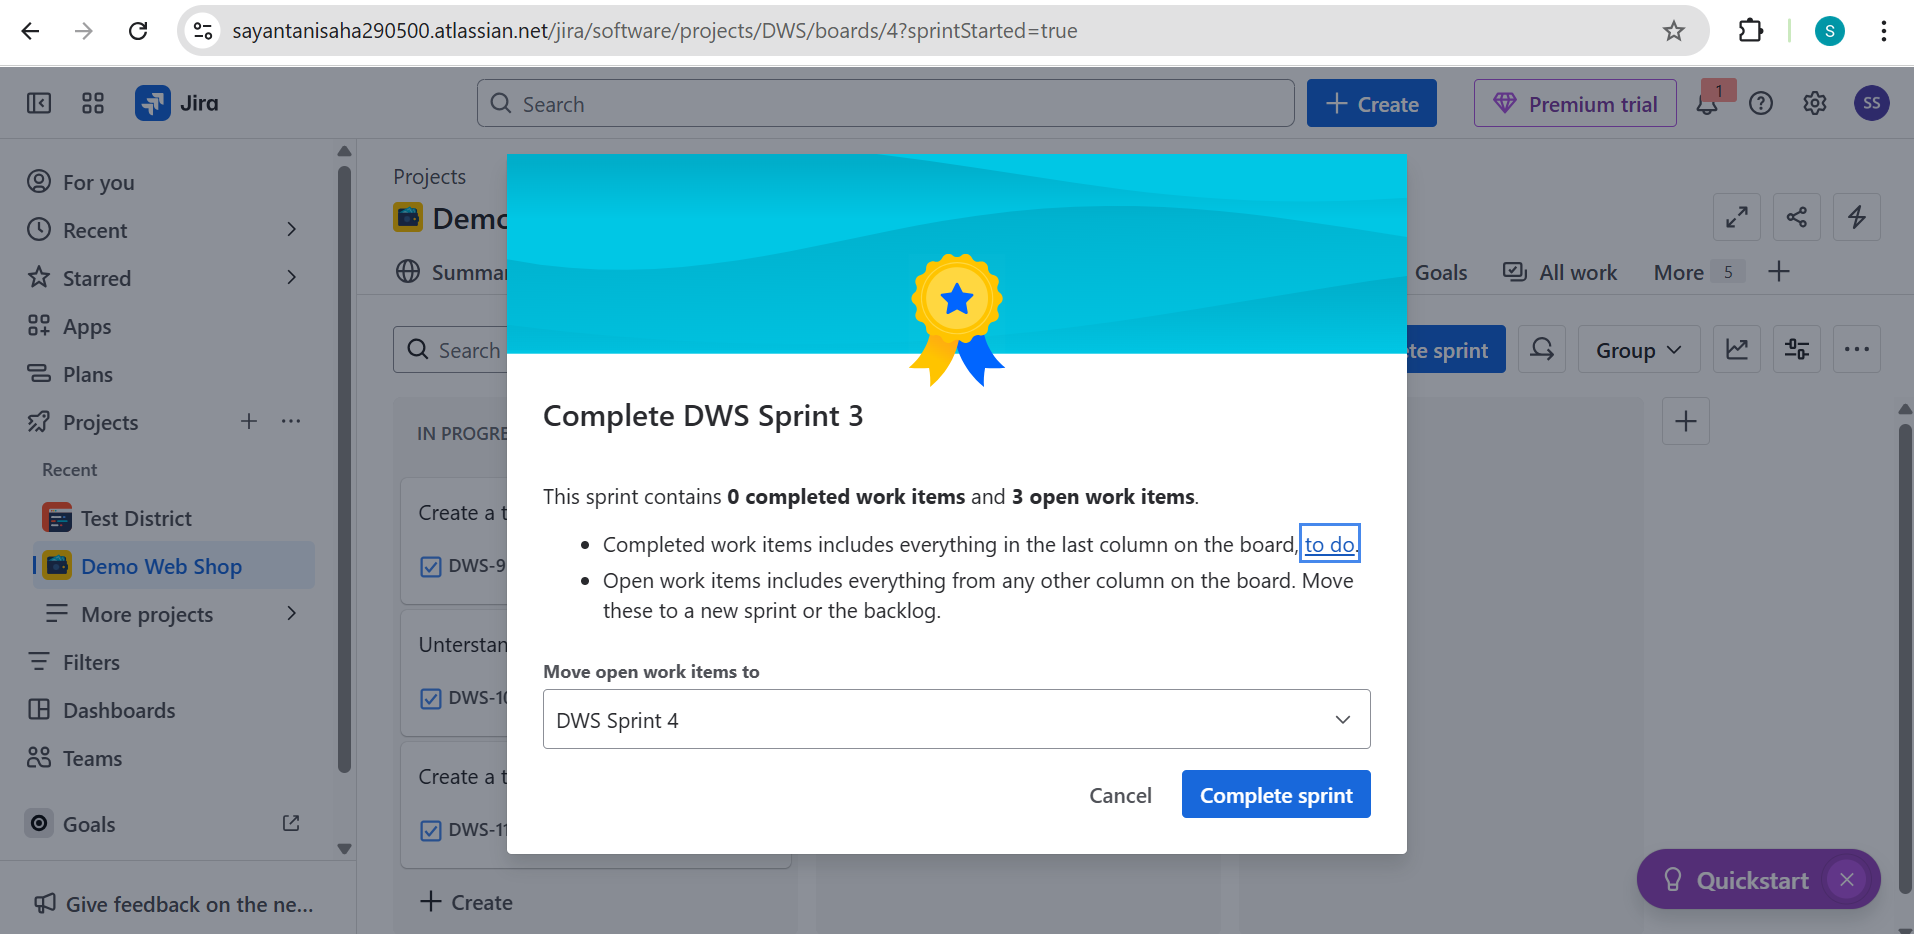 sayantanisaha290500.atlassian.net/jira/software/projects/DWS/boards/4?sprintStarted=true
S
Jira
Search
Create
Premium trial
1
SS
For you
Recent
Starred
Apps
Plans
Projects
Recent
Test District
Demo Web Shop
More projects
Filters
Dashboards
Teams
Goals
Give feedback on the ne...
Projects
Demo
Goals
All work
More 5
Search
te sprint
Group
IN PROGRE
Create a t
DWS-9
DWS-10
Create a t
DWS-11
Create
Complete DWS Sprint 3
This sprint contains 0 completed work items and 3 open work items.
• Completed work items includes everything in the last column on the board, to do.
• Open work items includes everything from any other column on the board. Move
these to a new sprint or the backlog.
Move open work items to
DWS Sprint 4
Cancel
Complete sprint
Quickstart